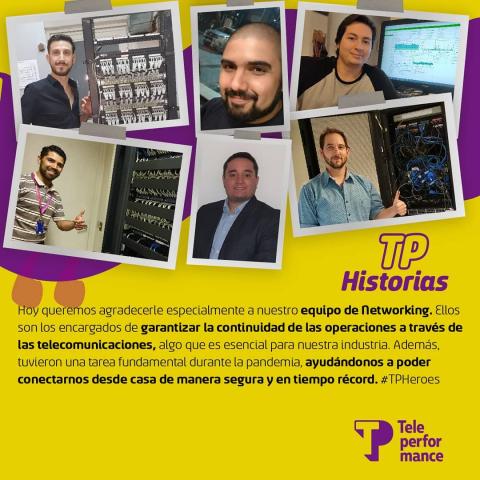 TP
Historias
Hoy queremos agradecerle especialmente a nuestro equipo de Networking. Ellos
son los encargados de garantizar la continuidad de las operaciones a través de
las telecomunicaciones, algo que es esencial para nuestra industria. Además,
tuvieron una tarea fundamental durante la pandemia, ayudándonos a poder
conectarnos desde casa de manera segura y en tiempo récord. #TPHeroes
TP
Tele
perfor
mance